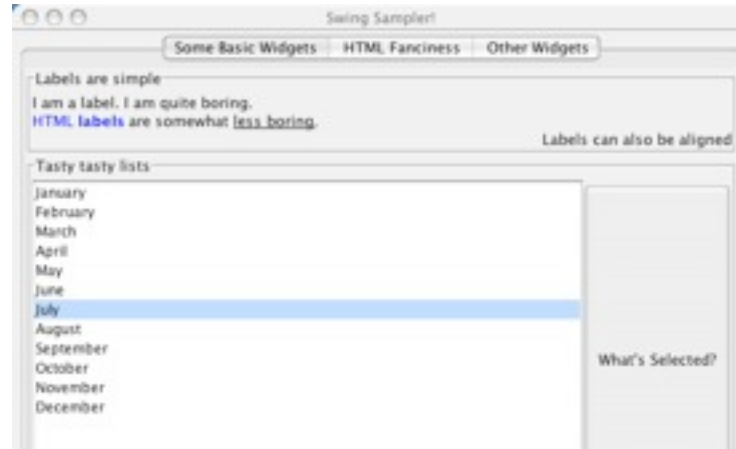 Swing Sampler!
Some Basic Widgets HTML Fanciness Other Widgets
Labels are simple
I am a label. I am quite boring.
HTML labels are somewhat less boring.
Labels can also be aligned
Tasty tasty lists
January
February
March
April
May
June
July
August
September
October
What's Selected?
November
December